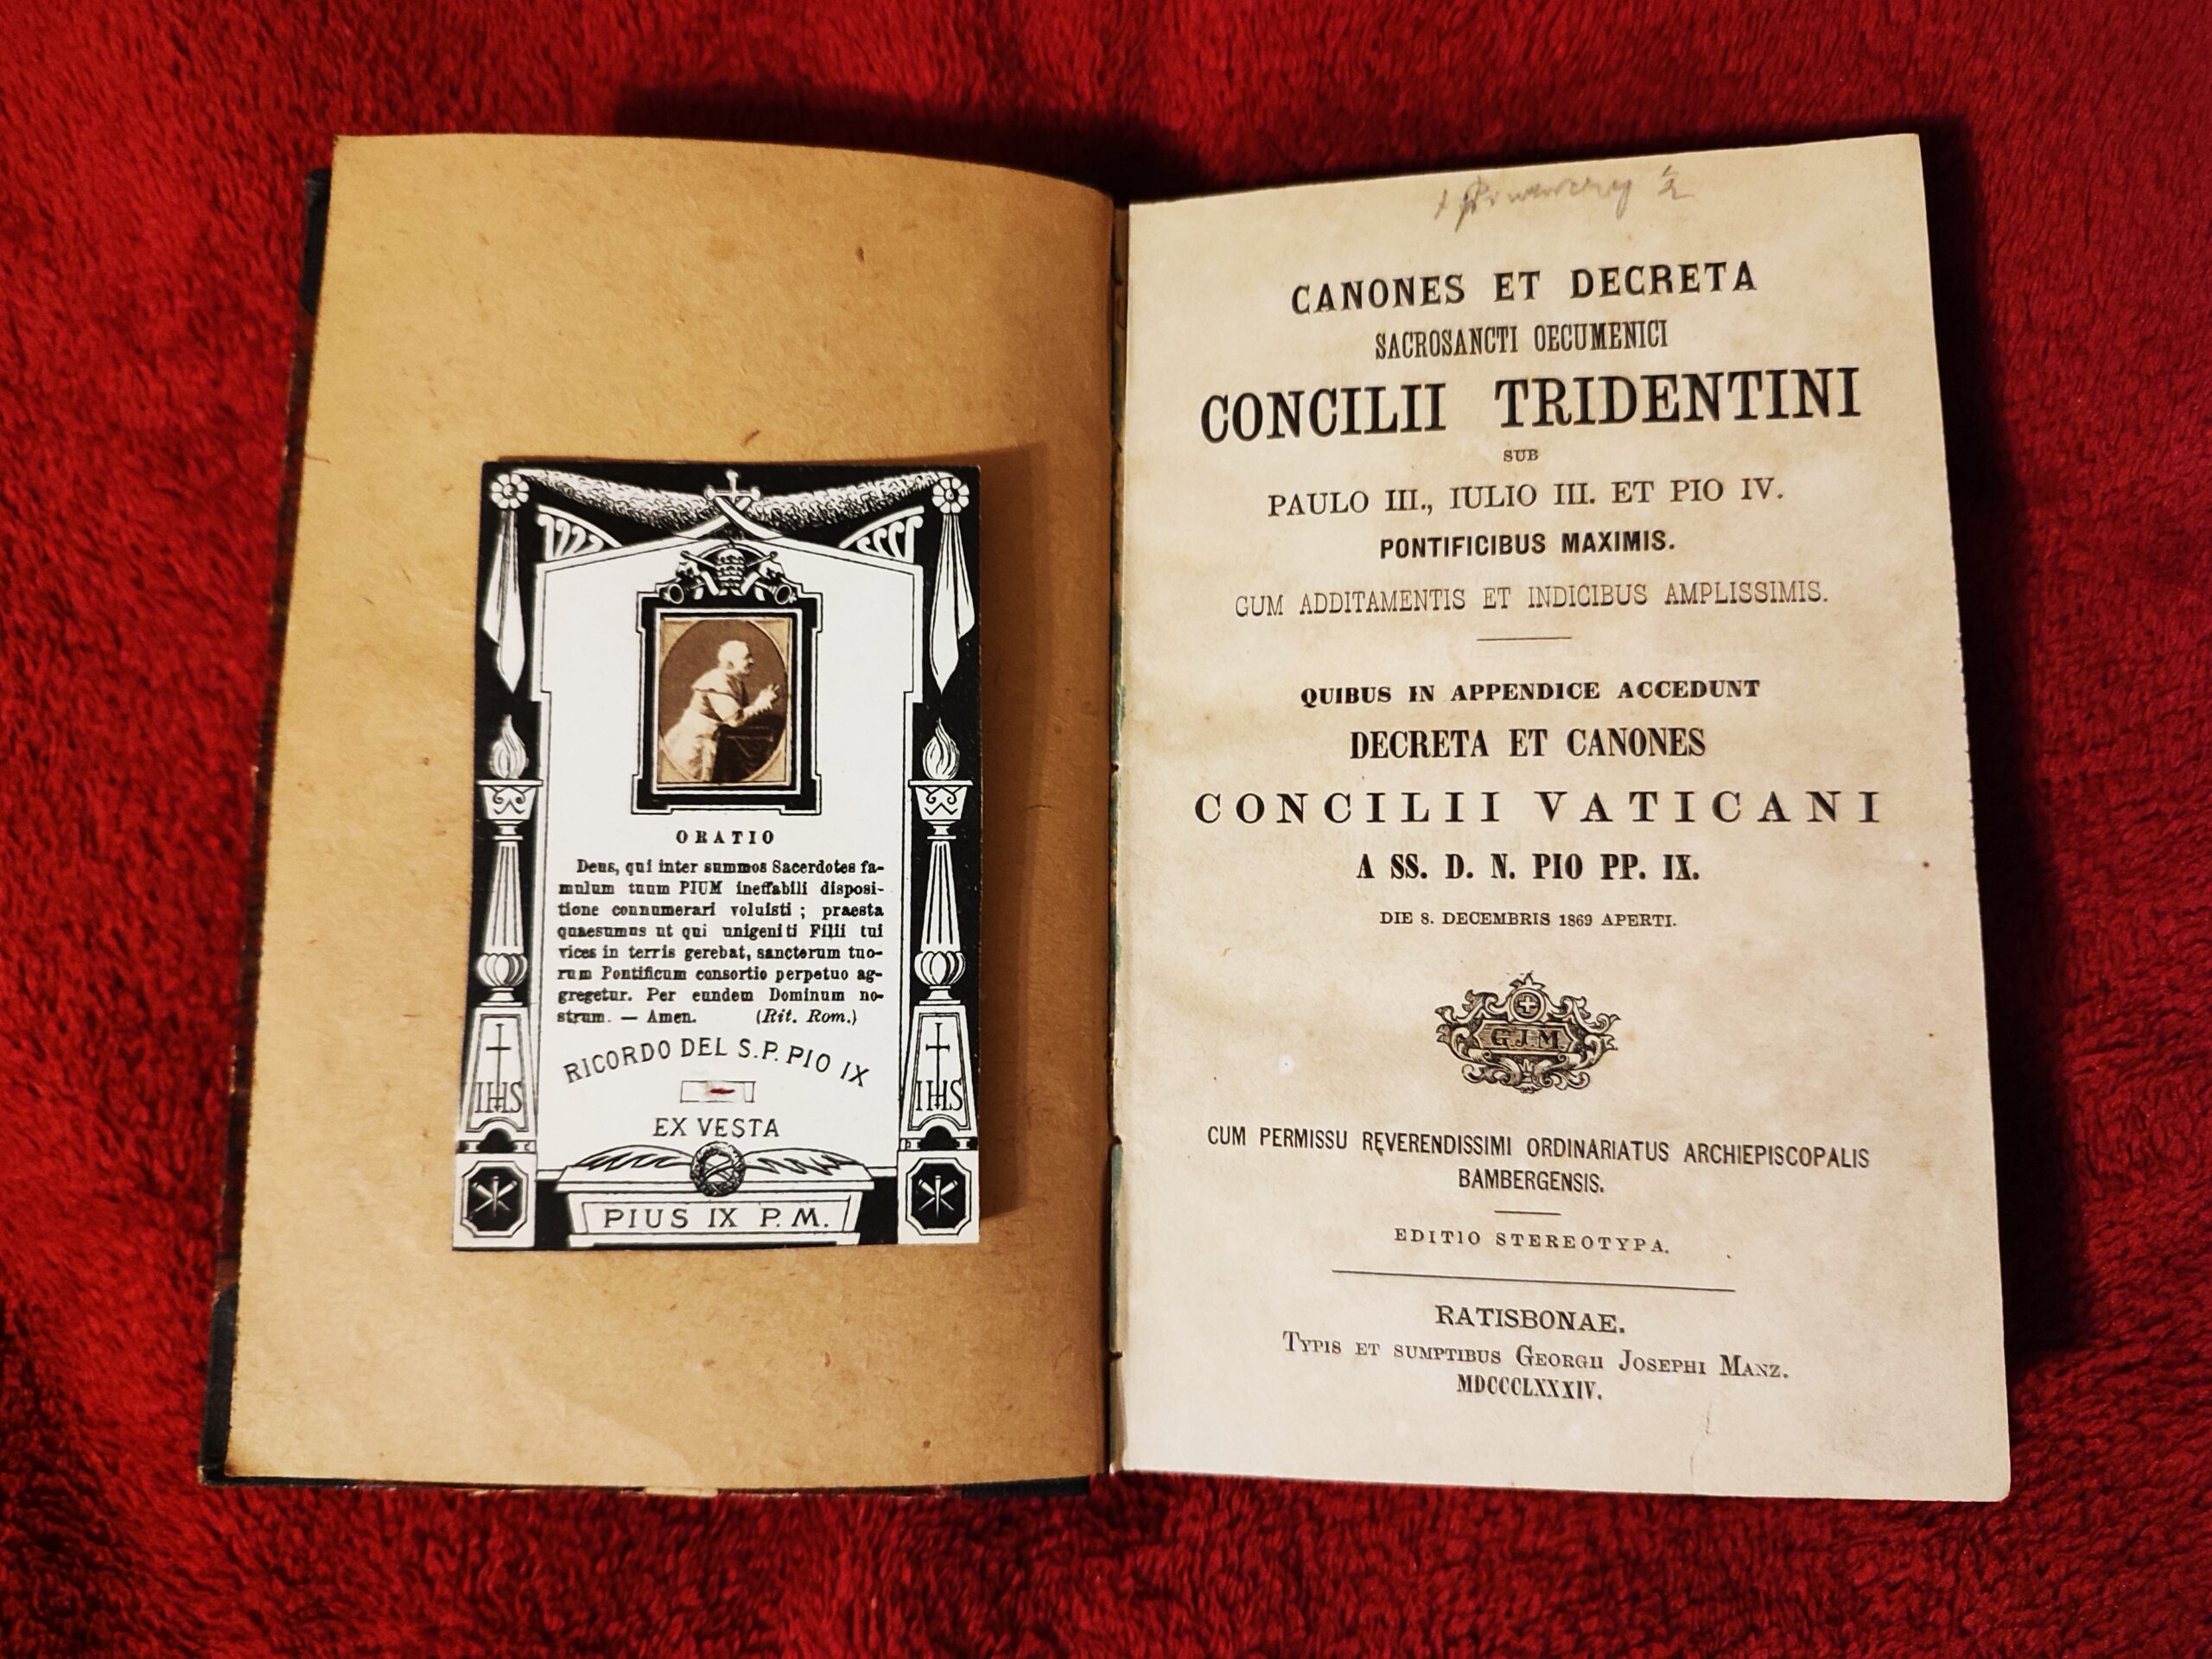 ORATIO
Deus, qui inter summos Sacerdotes fa-
mulum tuum PIUM ineffabili disposi-
tione connumerari voluisti ; praesta
quaesumus ut qui unigeniti Filii tui
vices in terris gerebat, sanctorum tuo-
rum Pontificum consortio perpetuo ag-
gregetur. Per eundem Dominum no-
strum. — Amen. (Rit. Rom.)
RICORDO DEL S.P. PIO IX
EX VESTA
IHS
IHS
PIUS IX P. M.
CANONES ET DECRETA
SACROSANCTI OECUMENICI
CONCILII TRIDENTINI
SUB
PAULO III., IULIO III. ET PIO IV.
PONTIFICIBUS MAXIMIS.
CUM ADDITAMENTIS ET INDICIBUS AMPLISSIMIS.
QUIBUS IN APPENDICE ACCEDUNT
DECRETA ET CANONES
CONCILII VATICANI
A SS. D. N. PIO PP. IX.
DIE 8. DECEMBRIS 1869 APERTI.
G.J.M.
CUM PERMISSU REVERENDISSIMI ORDINARIATUS ARCHIEPISCOPALIS
BAMBERGENSIS.
EDITIO STEREOTYPA.
RATISBONAE.
TYPIS ET SUMPTIBUS GEORGII JOSEPHI MANZ.
MDCCCLXXXIV.